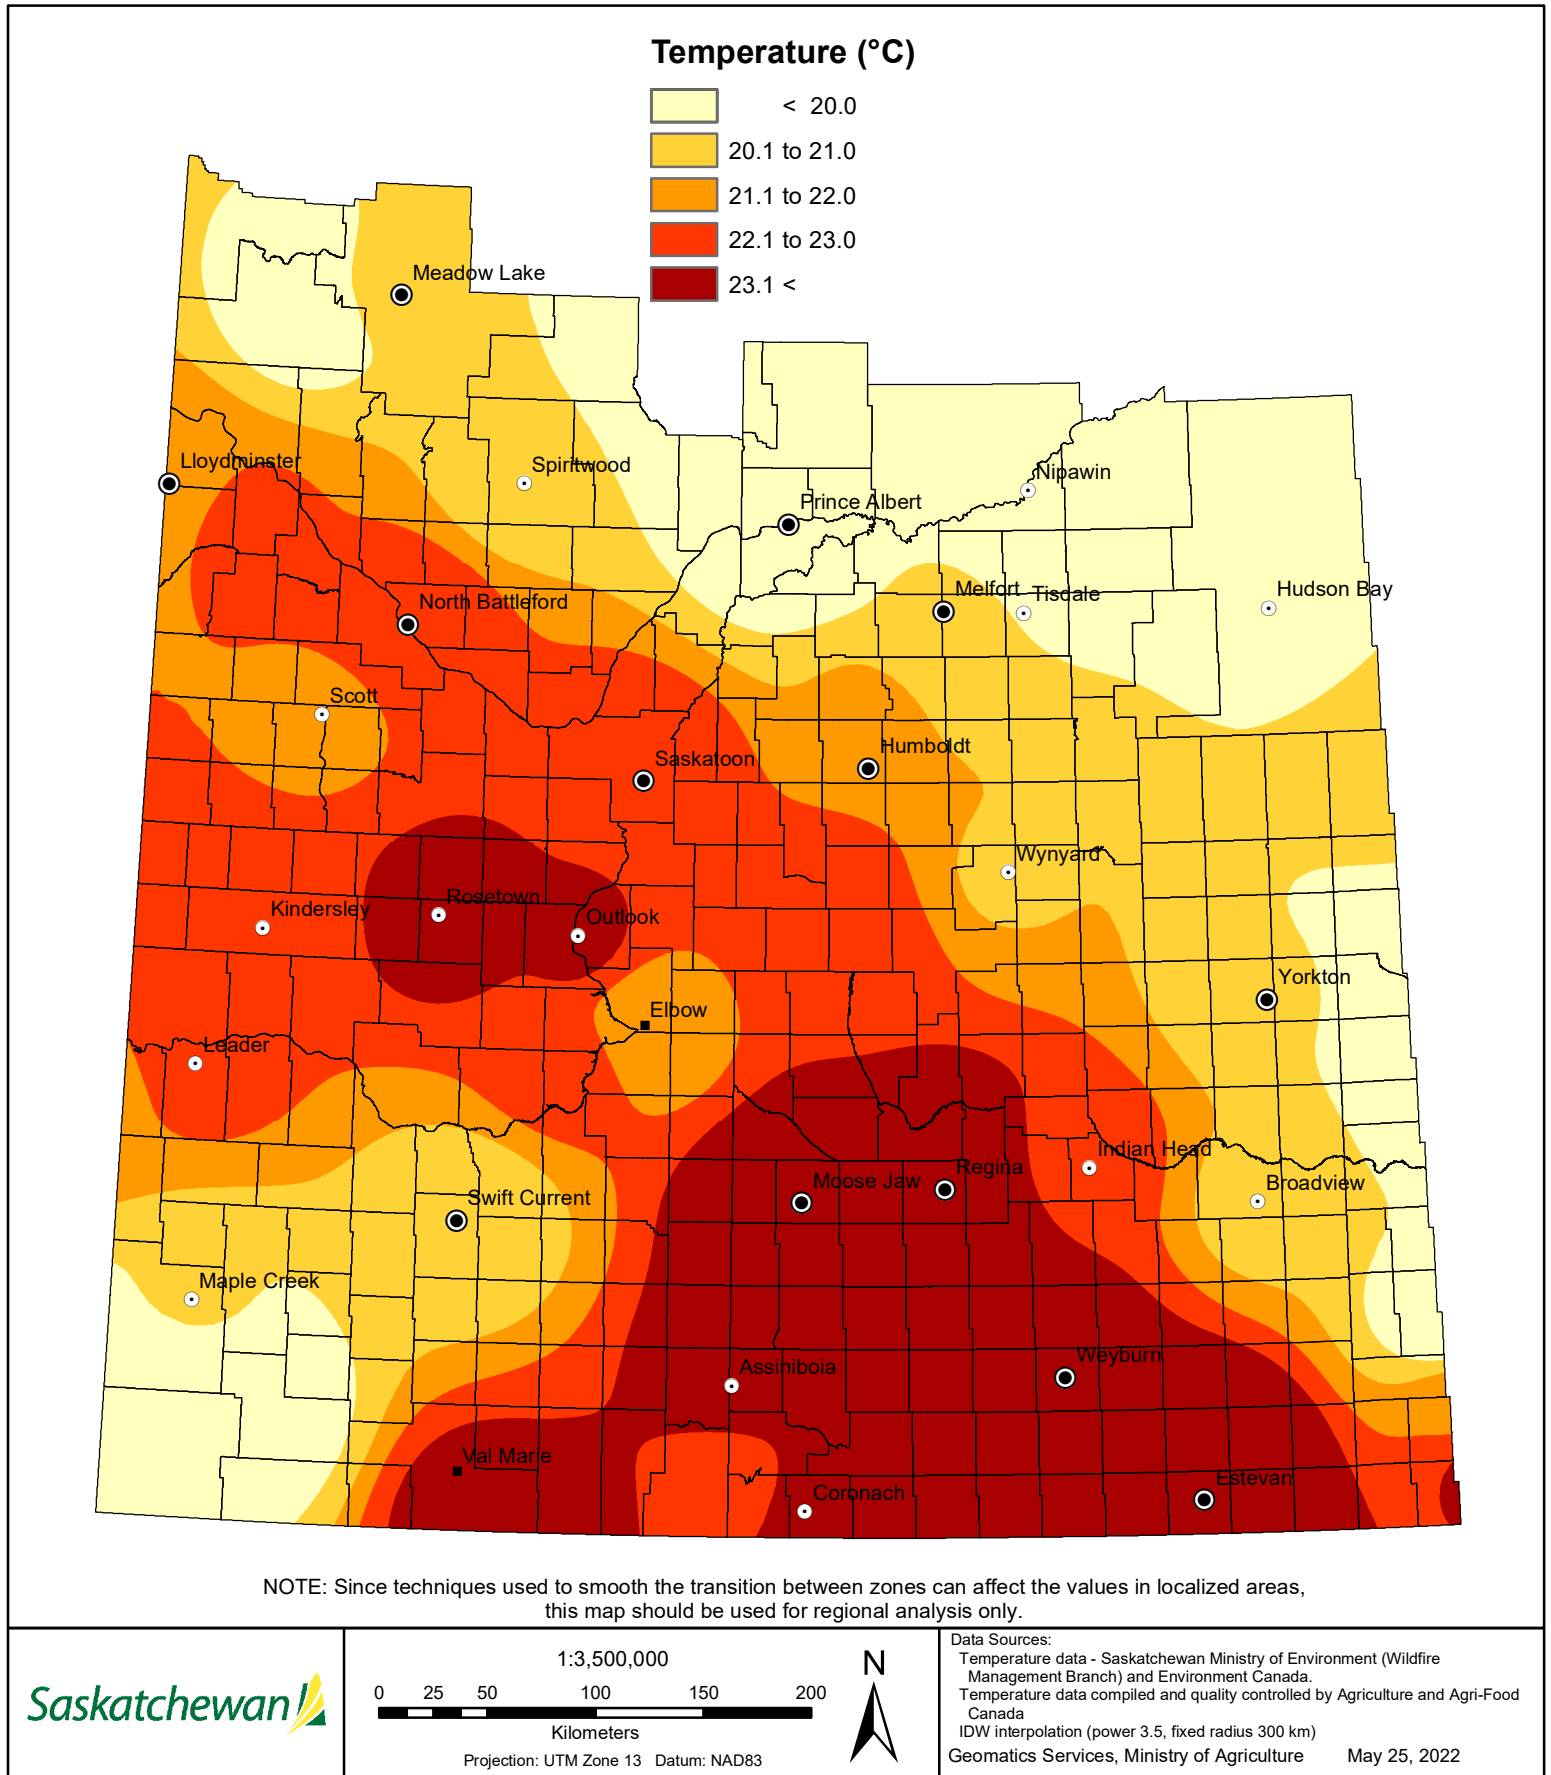 Temperature (°C)
< 20.0
20.1 to 21.0
21.1 to 22.0
22.1 to 23.0
23.1 <
Meadow Lake
Lloydminster
Spiritwood
Nipawin
Prince Albert
North Battleford
Melfort
Tisdale
Hudson Bay
Scott
Saskatoon
Humboldt
Wynyard
Rosetown
Kindersley
Outlook
Yorkton
Elbow
Leader
Indian Head
Regina
Moose Jaw
Broadview
Swift Current
Maple Creek
Weyburn
Assiniboia
Val Marie
Estevan
Coronach
NOTE: Since techniques used to smooth the transition between zones can affect the values in localized areas,
this map should be used for regional analysis only.
Saskatchewan
1:3,500,000
0 25 50 100 150 200
Kilometers
Projection: UTM Zone 13 Datum: NAD83
N
Data Sources:
Temperature data - Saskatchewan Ministry of Environment (Wildfire
Management Branch) and Environment Canada.
Temperature data compiled and quality controlled by Agriculture and Agri-Food
Canada
IDW interpolation (power 3.5, fixed radius 300 km)
Geomatics Services, Ministry of Agriculture May 25, 2022